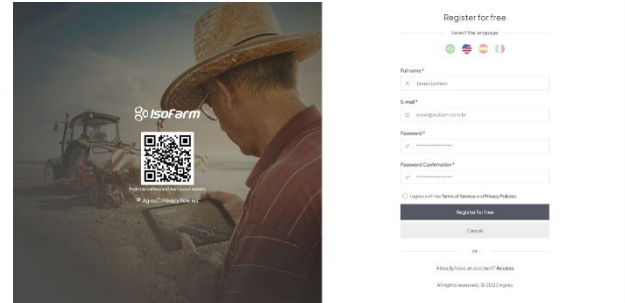 IsoFarm
Agres Privacy Policies
Register for free
Select the language
Full name *
E-mail *
Password *
****************
Password Confirmation *
****************
I agree with the Terms of Service and Privacy Policies
Register for free
Cancel
or
Already have an account? Access
All rights reserved. © 2023 Agres